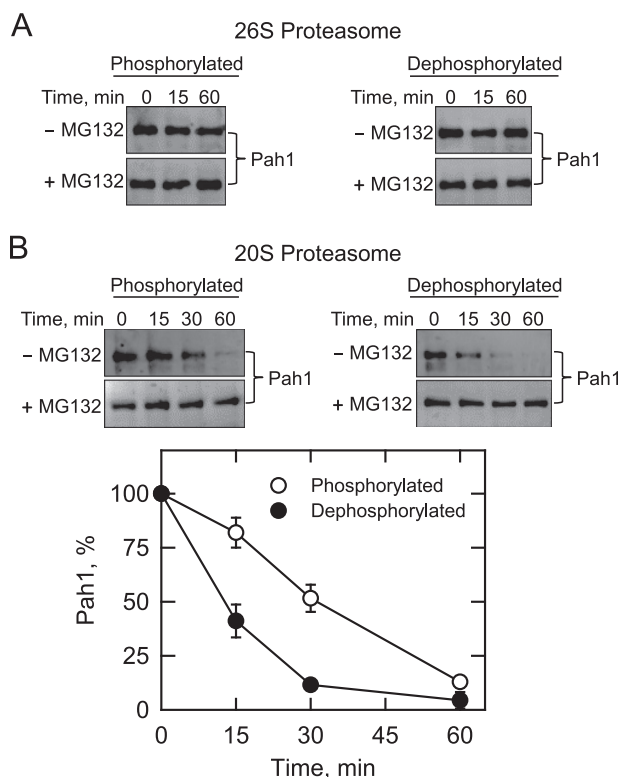 A
26S Proteasome
Phosphorylated
Time, min 0 15 60
– MG132
+ MG132
Pah1
Dephosphorylated
Time, min 0 15 60
– MG132
+ MG132
Pah1
B
20S Proteasome
Phosphorylated
Time, min 0 15 30 60
– MG132
+ MG132
Pah1
Dephosphorylated
Time, min 0 15 30 60
– MG132
+ MG132
Pah1
Phosphorylated
Dephosphorylated
Pah1, %
100
75
50
25
0
0 15 30 45 60
Time, min